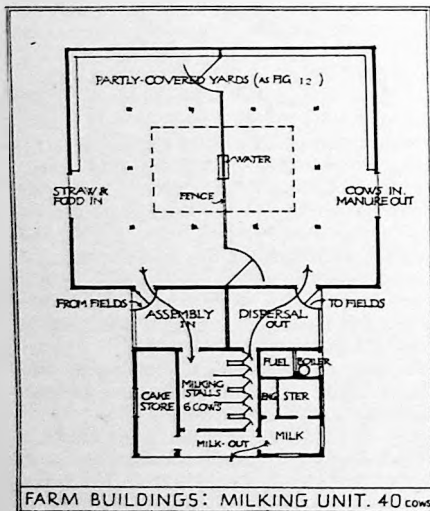 PARTLY-COVERED YARDS (AS FIG 12)
WATER
STRAW &
FOOD IN
COWS IN
MANURE OUT
FENCE
FROM FIELDS
TO FIELDS
ASSEMBLY
IN
DISPERSAL
OUT
FUEL
BOILER
CAKE
STORE
MILKING
STALLS
6 COWS
ENG
STER
MILK-OUT
MILK
FARM BUILDINGS: MILKING UNIT. 40 COWS